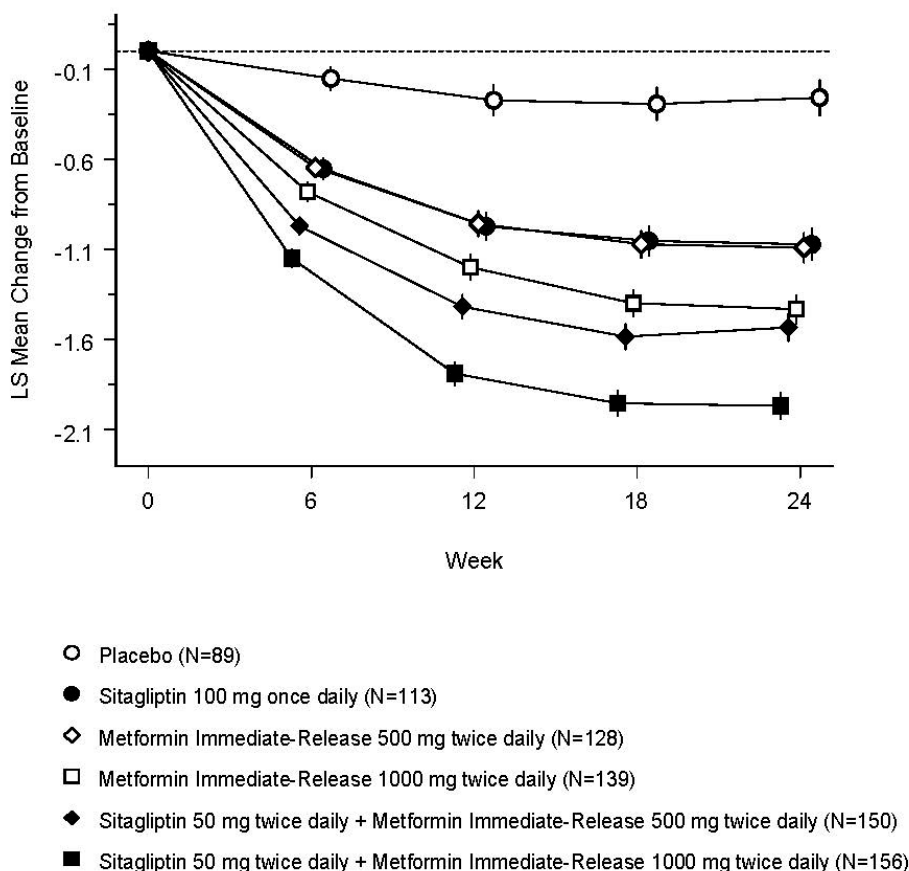 LS Mean Change from Baseline
-0.1
-0.6
-1.1
-1.6
-2.1
0
6
12
18
24
Week
Placebo (N=89)
Sitagliptin 100 mg once daily (N=113)
Metformin Immediate-Release 500 mg twice daily (N=128)
Metformin Immediate-Release 1000 mg twice daily (N=139)
Sitagliptin 50 mg twice daily + Metformin Immediate-Release 500 mg twice daily (N=150)
Sitagliptin 50 mg twice daily + Metformin Immediate-Release 1000 mg twice daily (N=156)